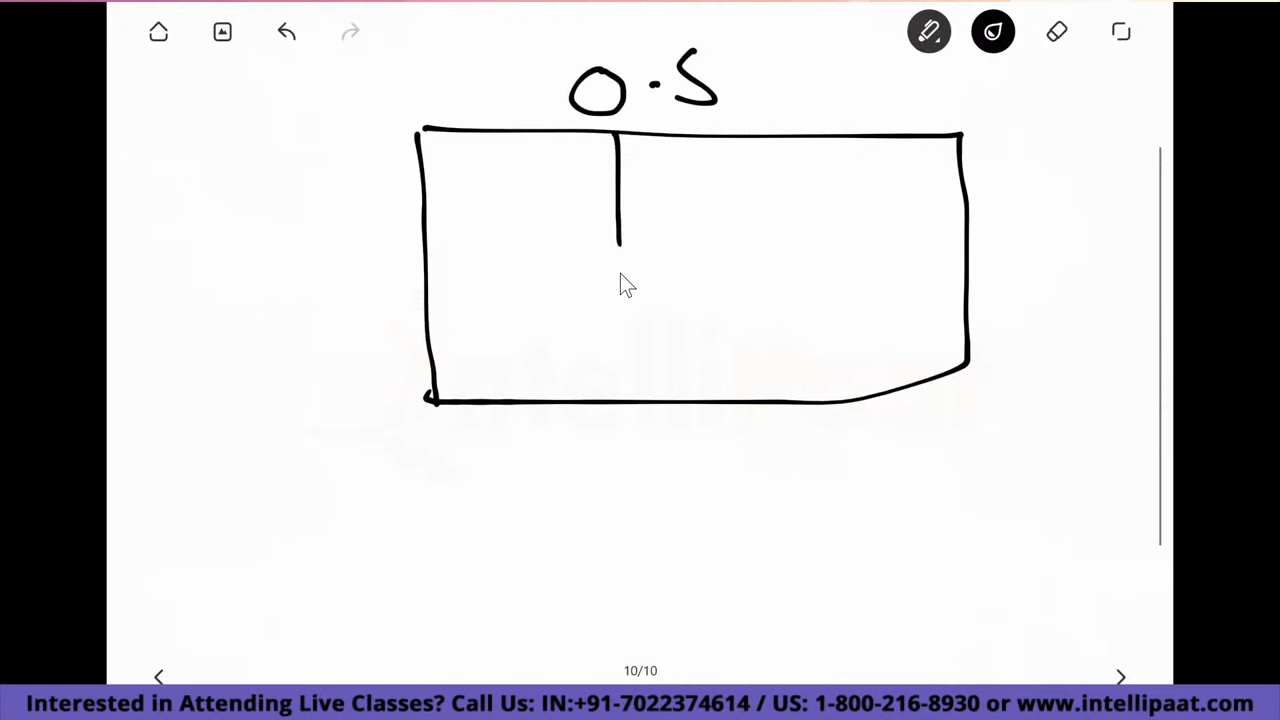 O.S
intelliPaat
10/10
Interested in Attending Live Classes? Call Us: IN:+91-7022374614 / US: 1-800-216-8930 or www.intellipaat.com